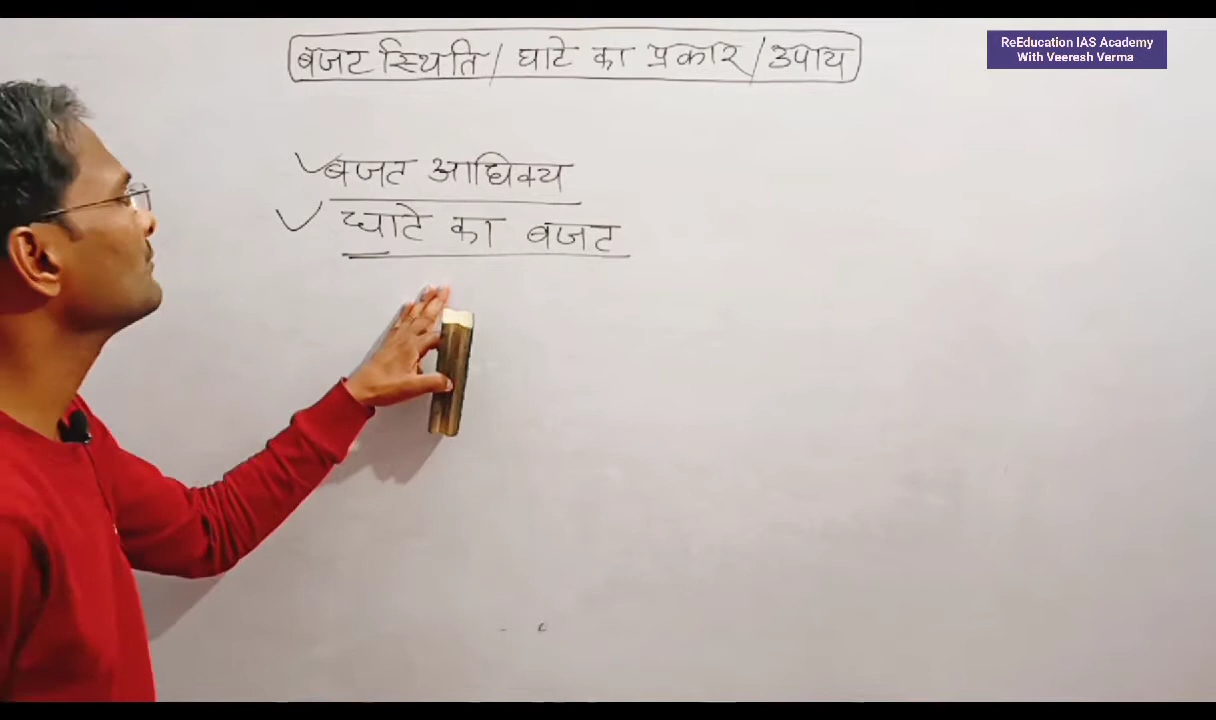 बजट स्थिति / घाटे का प्रकार / उपाय
ReEducation IAS Academy
With Veeresh Verma
बजट आधिक्य
घाटे का बजट